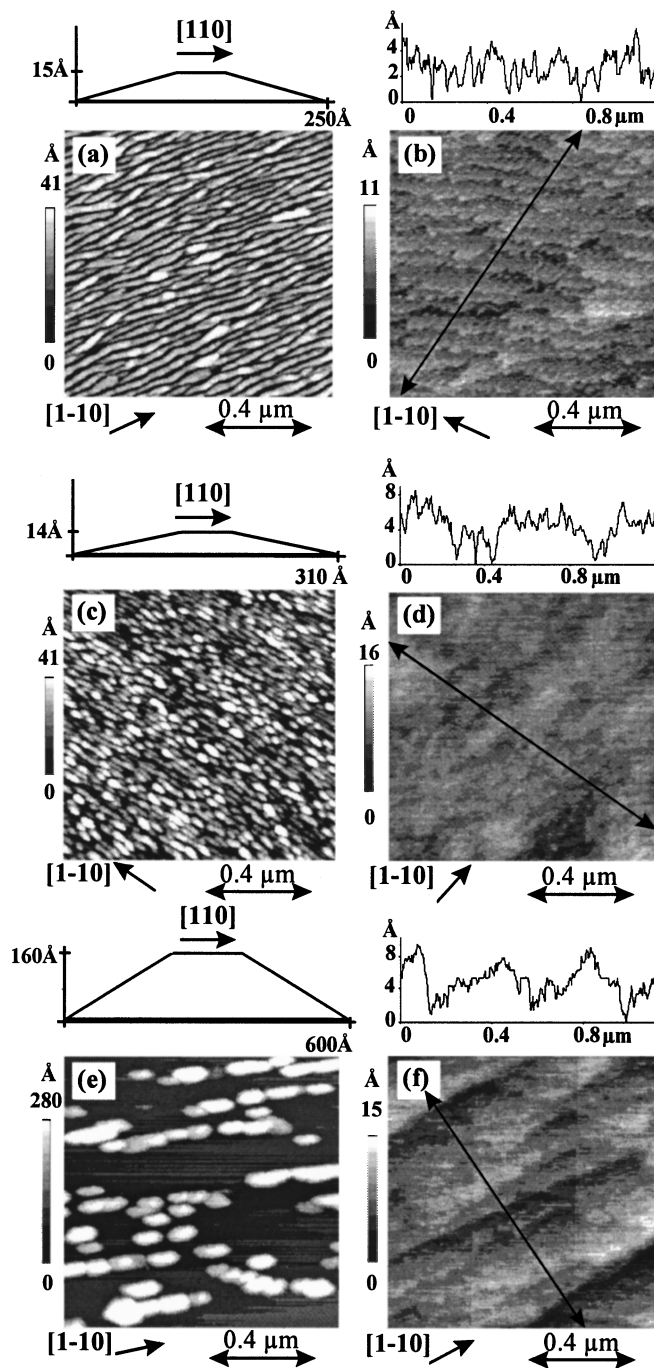 [110]
15Å
250Å
Å
4
2
0
0
0.4
0.8 µm
(a)
Å
41
0
[1-10]
0.4 µm
(b)
Å
11
0
[1-10]
0.4 µm
[110]
14Å
310 Å
Å
8
4
0
0
0.4
0.8
µm
(c)
Å
41
0
[1-10]
0.4 µm
(d)
Å
16
0
[1-10]
0.4 µm
[110]
160Å
600Å
Å
8
4
0
0
0.4
0.8 µm
(e)
Å
280
0
[1-10]
0.4 µm
(f)
Å
15
0
[1-10]
0.4 µm